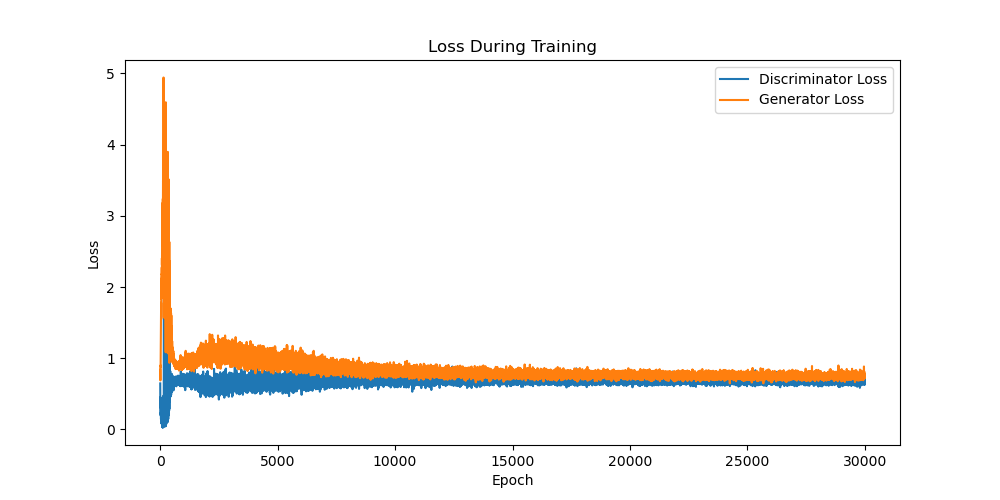 Loss During Training
Discriminator Loss
Generator Loss
5
4
3
2
1
0
Loss
0 5000 10000 15000 20000 25000 30000
Epoch